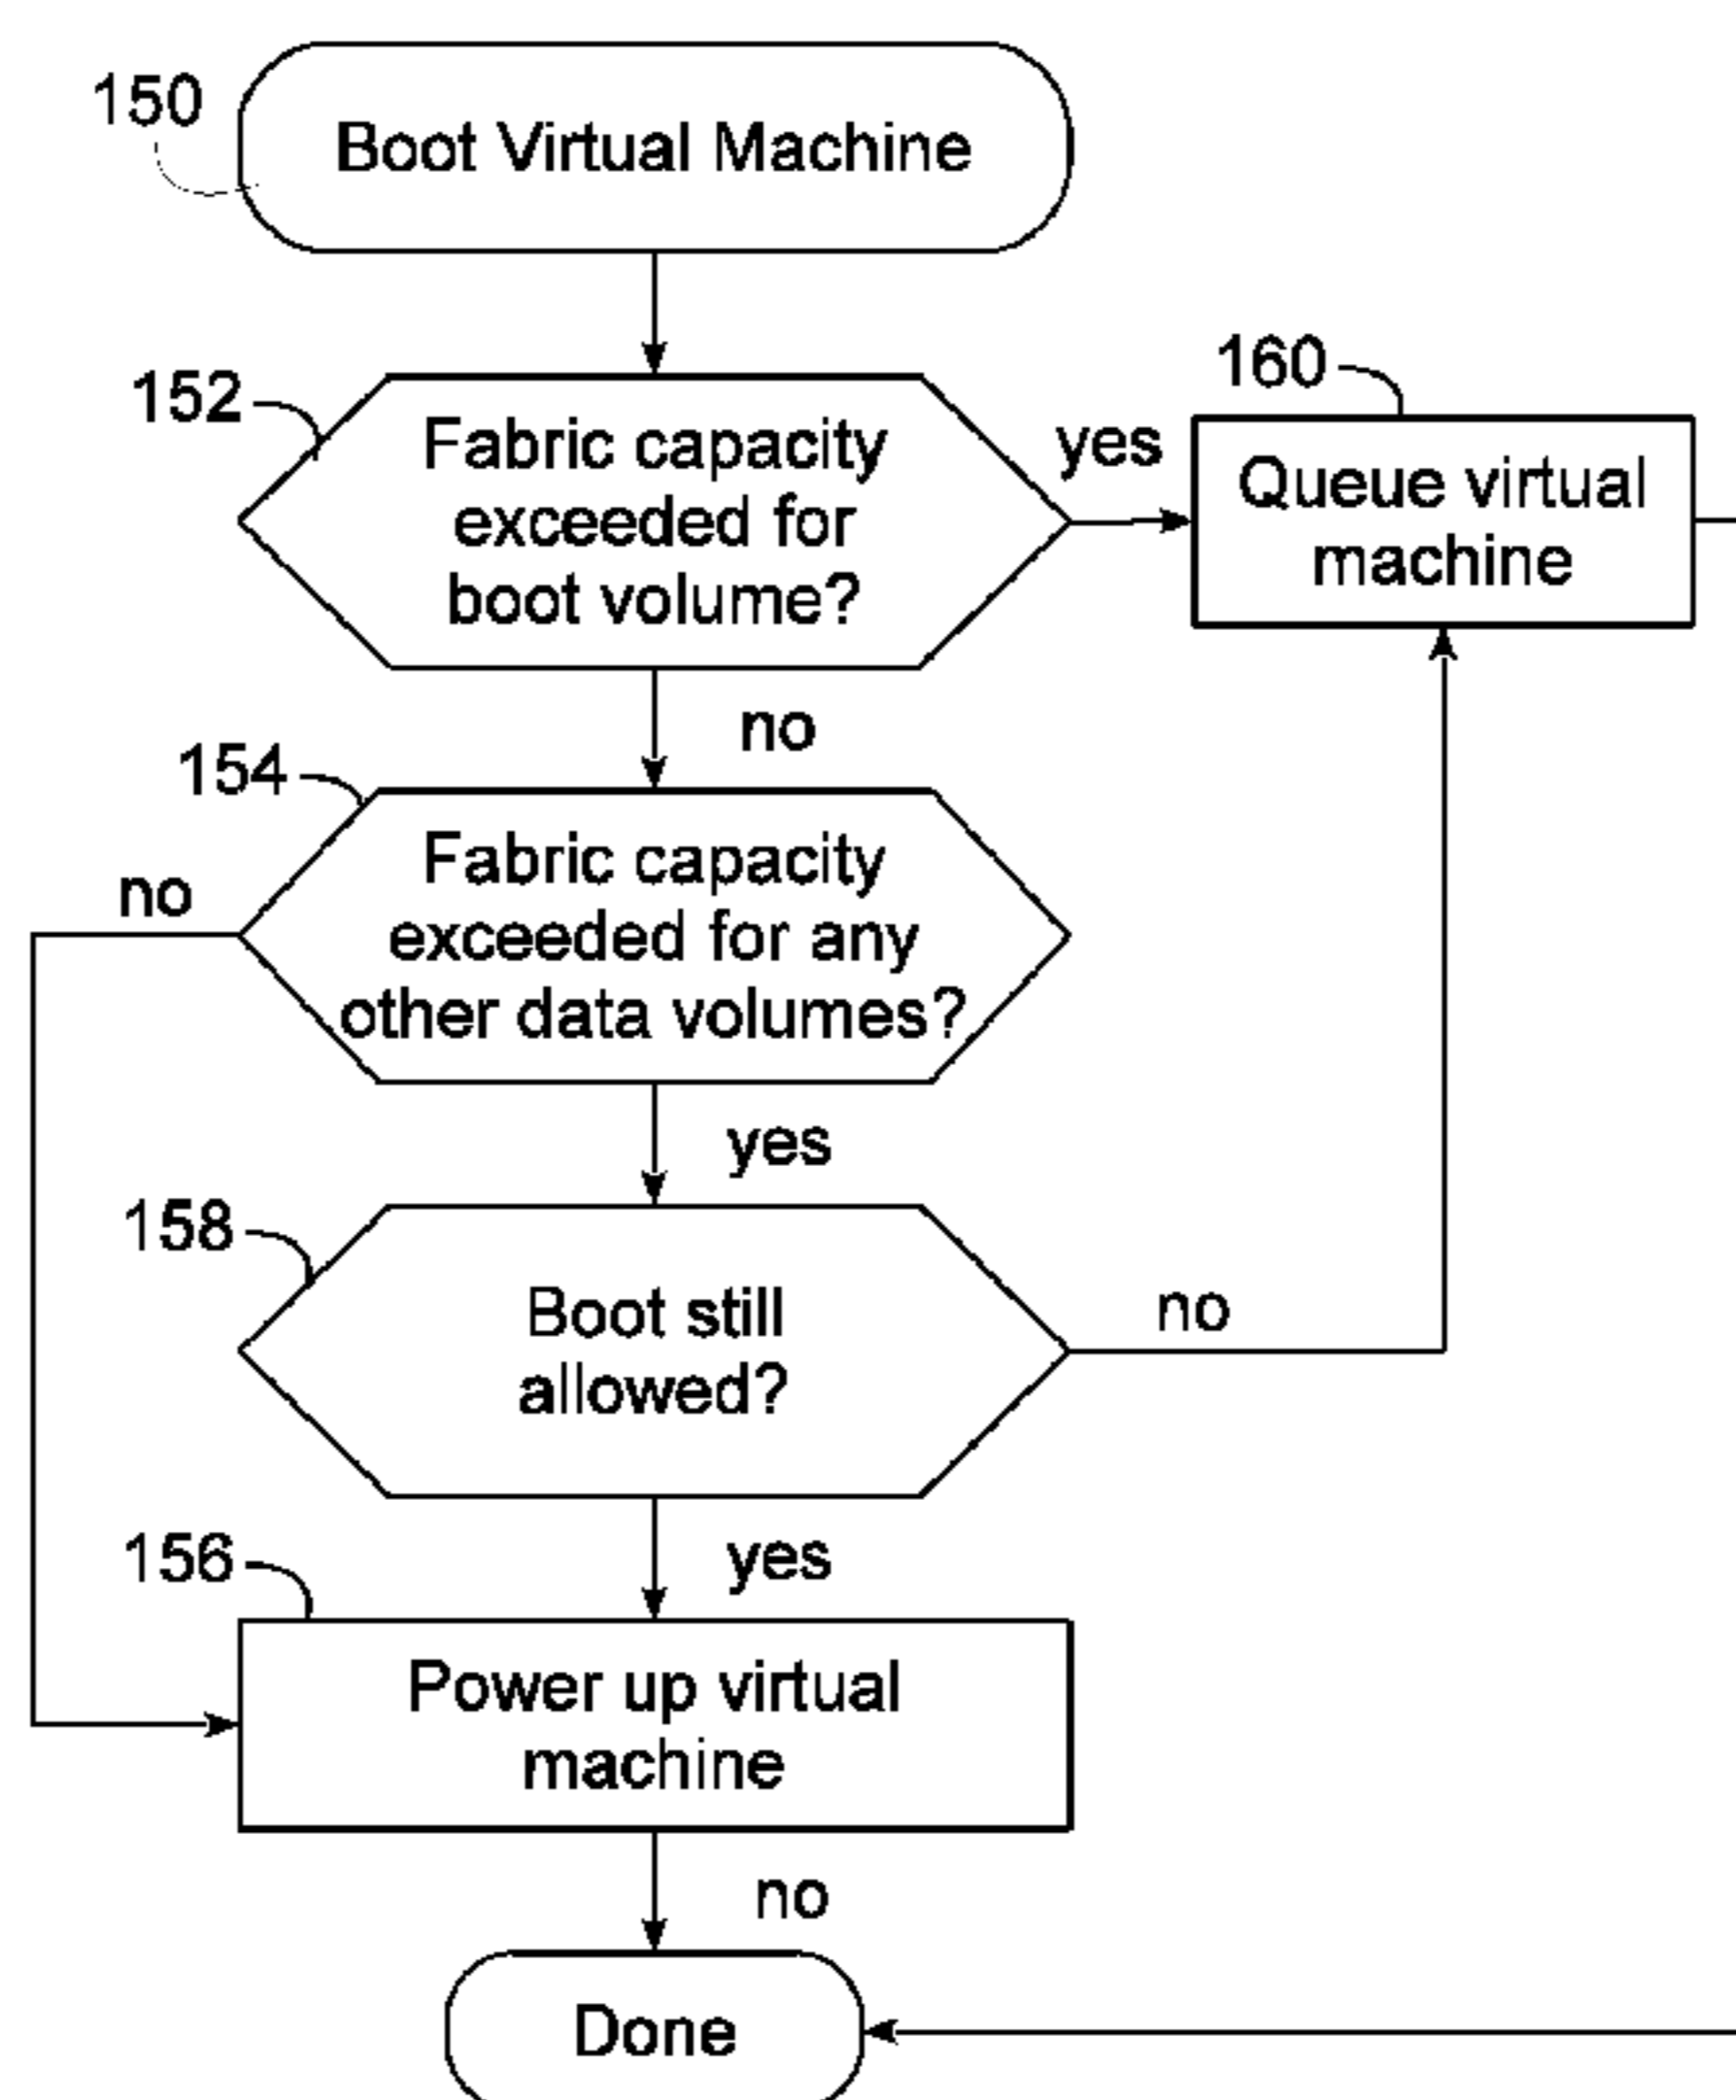 150
Boot Virtual Machine
152
Fabric capacity
exceeded for
boot volume?
yes
160
Queue virtual
machine
no
154
Fabric capacity
exceeded for any
other data volumes?
no
yes
158
Boot still
allowed?
no
yes
156
Power up virtual
machine
no
Done